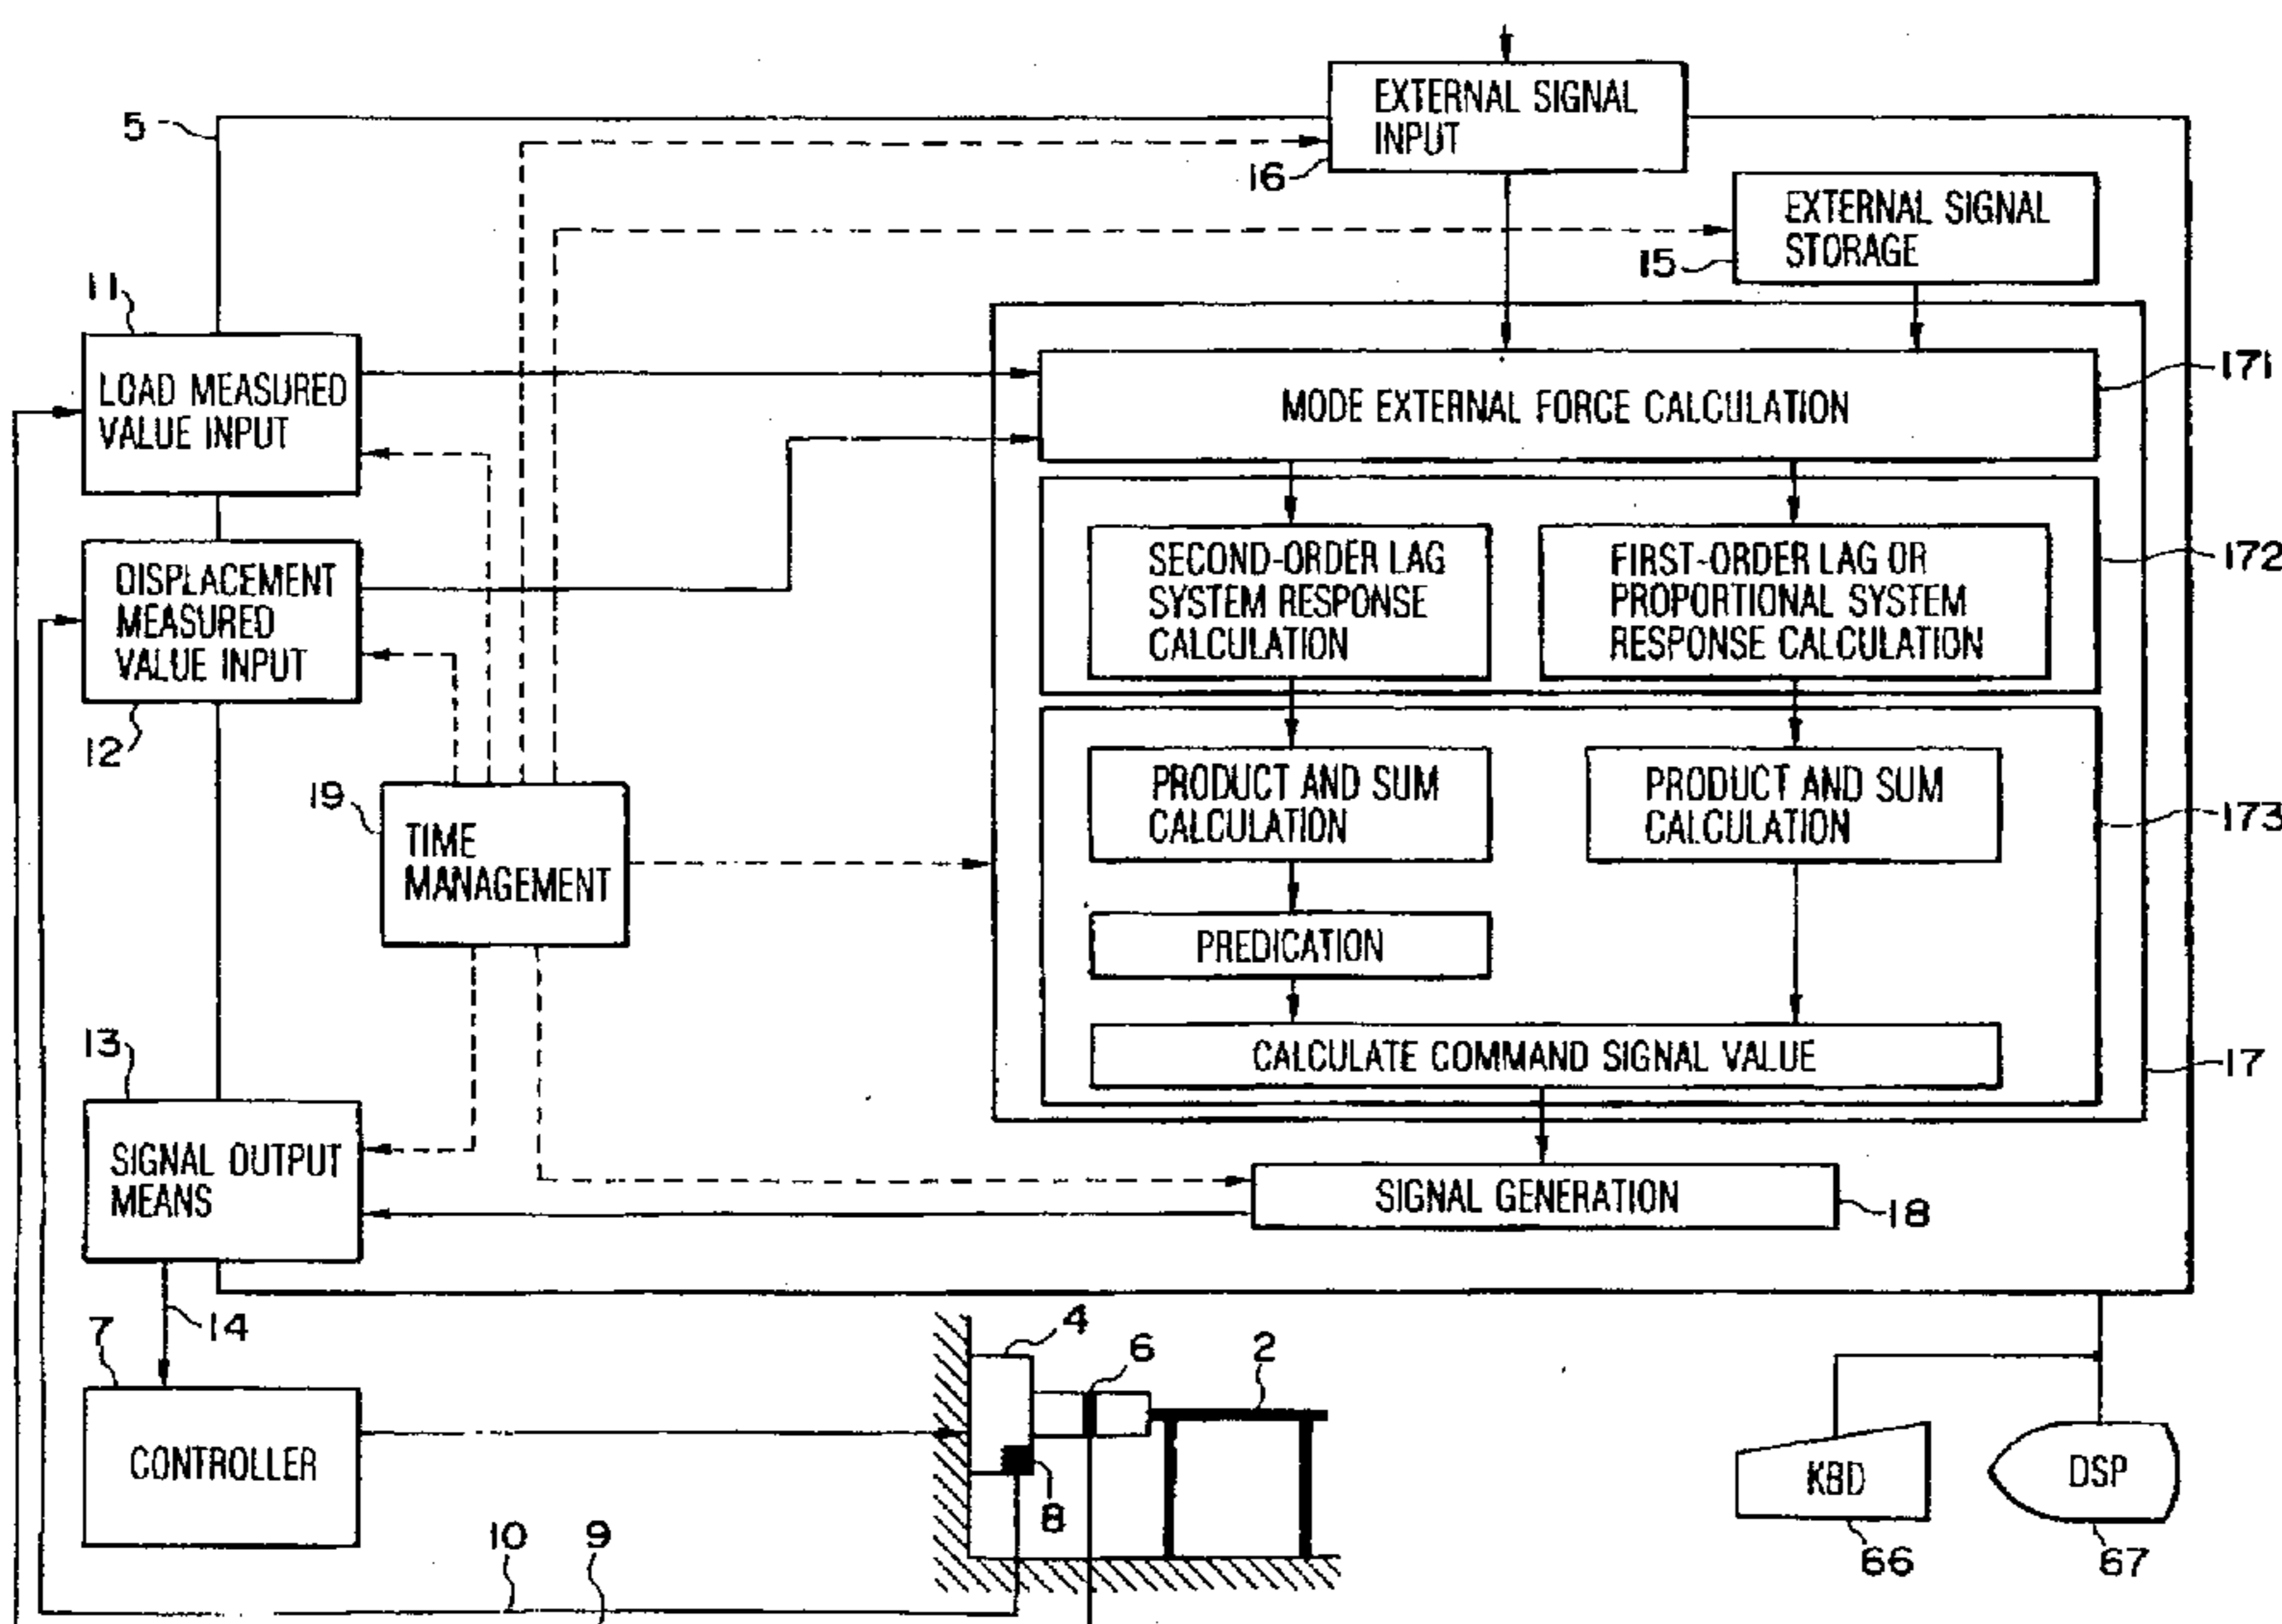 EXTERNAL SIGNAL
INPUT
5
16
EXTERNAL SIGNAL
STORAGE
15
11
LOAD MEASURED
VALUE INPUT
MODE EXTERNAL FORCE CALCULATION
171
DISPLACEMENT
MEASURED
VALUE INPUT
12
SECOND-ORDER LAG
SYSTEM RESPONSE
CALCULATION
FIRST-ORDER LAG OR
PROPORTIONAL SYSTEM
RESPONSE CALCULATION
172
19
TIME
MANAGEMENT
PRODUCT AND SUM
CALCULATION
PRODUCT AND SUM
CALCULATION
173
PREDICATION
CALCULATE COMMAND SIGNAL VALUE
17
13
SIGNAL OUTPUT
MEANS
SIGNAL GENERATION
18
14
7
CONTROLLER
4
6
2
8
KBD
66
DSP
67
10
9